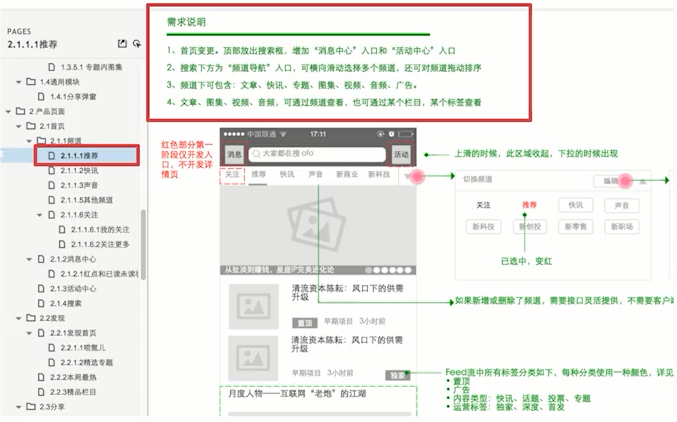 PAGES
2.1.1.1推荐
1.3.5.1 专题内图集
1.4通用模块
1.4.1分享弹窗
2 产品页面
2.1首页
2.1.1频道
2.1.1.1推荐
2.1.1.2快讯
2.1.1.3声音
2.1.1.5其他频道
2.1.1.6关注
2.1.1.6.1我的关注
2.1.1.6.2关注更多
2.1.2消息中心
2.1.2.1红点和已读未读状
2.1.3活动中心
2.1.4搜索
2.2发现
2.2.1发现首页
2.2.1.1唠氪儿
2.2.1.2精选专题
2.2.2本周最热
2.2.3精品栏目
2.3分享
需求说明
1、首页变更。顶部放出搜索框，增加“消息中心”入口和“活动中心”入口
2、搜索下方为“频道导航”入口，可横向滑动选择多个频道，还可对频道拖动排序
3、频道下可包含：文章、快讯、专题、图集、视频、音频、广告。
4、文章、图集、视频、音频，可通过频道查看，也可通过某个栏目，某个标签查看
红色部分第一
阶段仅开发入
口，不开发详
情页
中国联通 17:11
消息 大家都在搜 ofo 活动
关注 推荐 快讯 声音 新商业 新科技
从扯淡到赚钱，星底IP完美进化论
清流资本陈耘：风口下的供需
升级
置顶 早期项目 3小时前
清流资本陈耘：风口下的供需
升级
早期项目 3小时前 独家
月度人物——互联网“老炮”的江湖
上滑的时候，此区域收起，下拉的时候出现
切换频道 编辑
关注 推荐 快讯 声音
新科技 新创投 新零售 新职场
已选中，变红
如果新增或删除了频道，需要接口灵活提供，不需要客户端
Feed流中所有标签分类如下，每种分类使用一种颜色，详见
• 置顶
• 广告
• 内容类型：快讯、话题、投票、专题
• 运营标签：独家、深度、首发